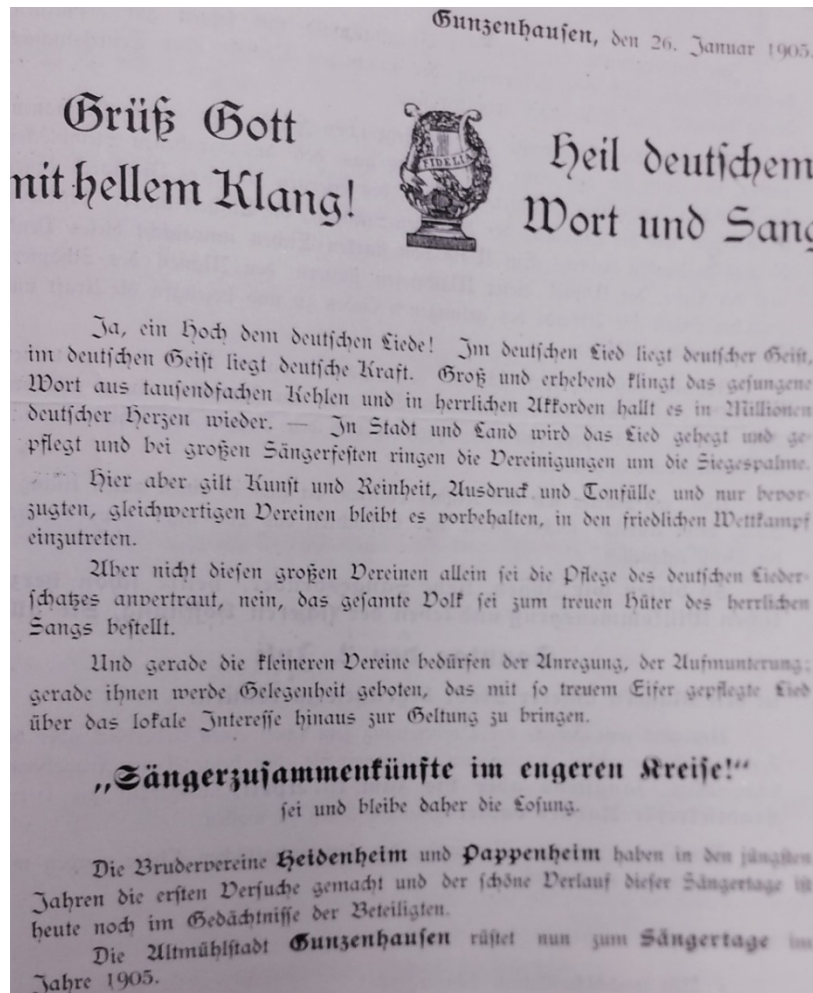 Gunzenhausen, den 26. Januar 1905.
Grüß Gott
mit hellem Klang!
FIDELIA
Heil deutschem
Wort und Sang
Ja, ein Hoch dem deutschen Liede! Im deutschen Lied liegt deutscher Geist,
im deutschen Geist liegt deutsche Kraft. Groß und erhebend klingt das gesungene
Wort aus tausendfachen Kehlen und in herrlichen Akkorden hallt es in Millionen
deutscher Herzen wieder. — In Stadt und Land wird das Lied gehegt und ge-
pflegt und bei großen Sängerfesten ringen die Vereinigungen um die Siegespalme.
Hier aber gilt Kunst und Reinheit, Ausdruck und Tonfülle und nur bevor-
zugten, gleichwertigen Vereinen bleibt es vorbehalten, in den friedlichen Wettkampf
einzutreten.
Aber nicht diesen großen Vereinen allein sei die Pflege des deutschen Lieder-
schatzes anvertraut, nein, das gesamte Volk sei zum treuen Hüter des herrlichen
Sangs bestellt.
Und gerade die kleineren Vereine bedürfen der Anregung, der Aufmunterung;
gerade ihnen werde Gelegenheit geboten, das mit so treuem Eifer gepflegte Lied
über das lokale Interesse hinaus zur Geltung zu bringen.
„Sängerzusammenkünfte im engeren Kreise!“
sei und bleibe daher die Losung.
Die Brudervereine Heidenheim und Pappenheim haben in den jüngsten
Jahren die ersten Versuche gemacht und der schöne Verlauf dieser Sängertage ist
heute noch im Gedächtnisse der Beteiligten.
Die Altmühlstadt Gunzenhausen rüstet nun zum Sängertage im
Jahre 1905.